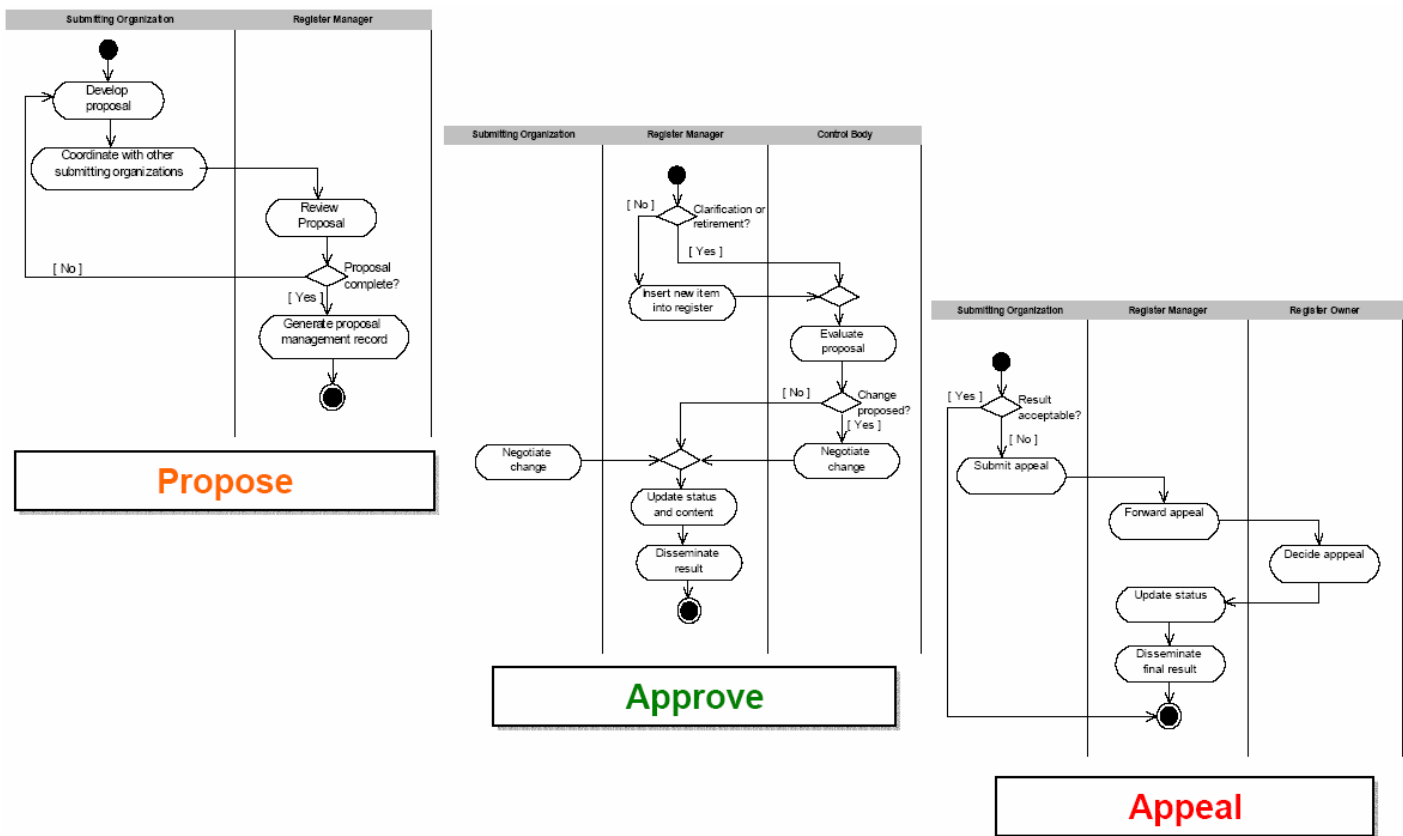 Submitting Organization
Register Manager
Develop
proposal
Coordinate with other
submitting organizations
Review
Proposal
[ No ]
Proposal
complete?
[ Yes ]
Generate proposal
management record
Propose
Submitting Organization
Register Manager
Control Body
[ No ]
Clarification or
retirement?
[ Yes ]
Insert new item
into register
Evaluate
proposal
[ No ]
Change
proposed?
[ Yes ]
Negotiate
change
Negotiate
change
Update status
and content
Disseminate
result
Approve
Submitting Organization
Register Manager
Register Owner
[ Yes ]
Result
acceptable?
[ No ]
Submit appeal
Forward appeal
Decide apppeal
Update status
Disseminate
final result
Appeal